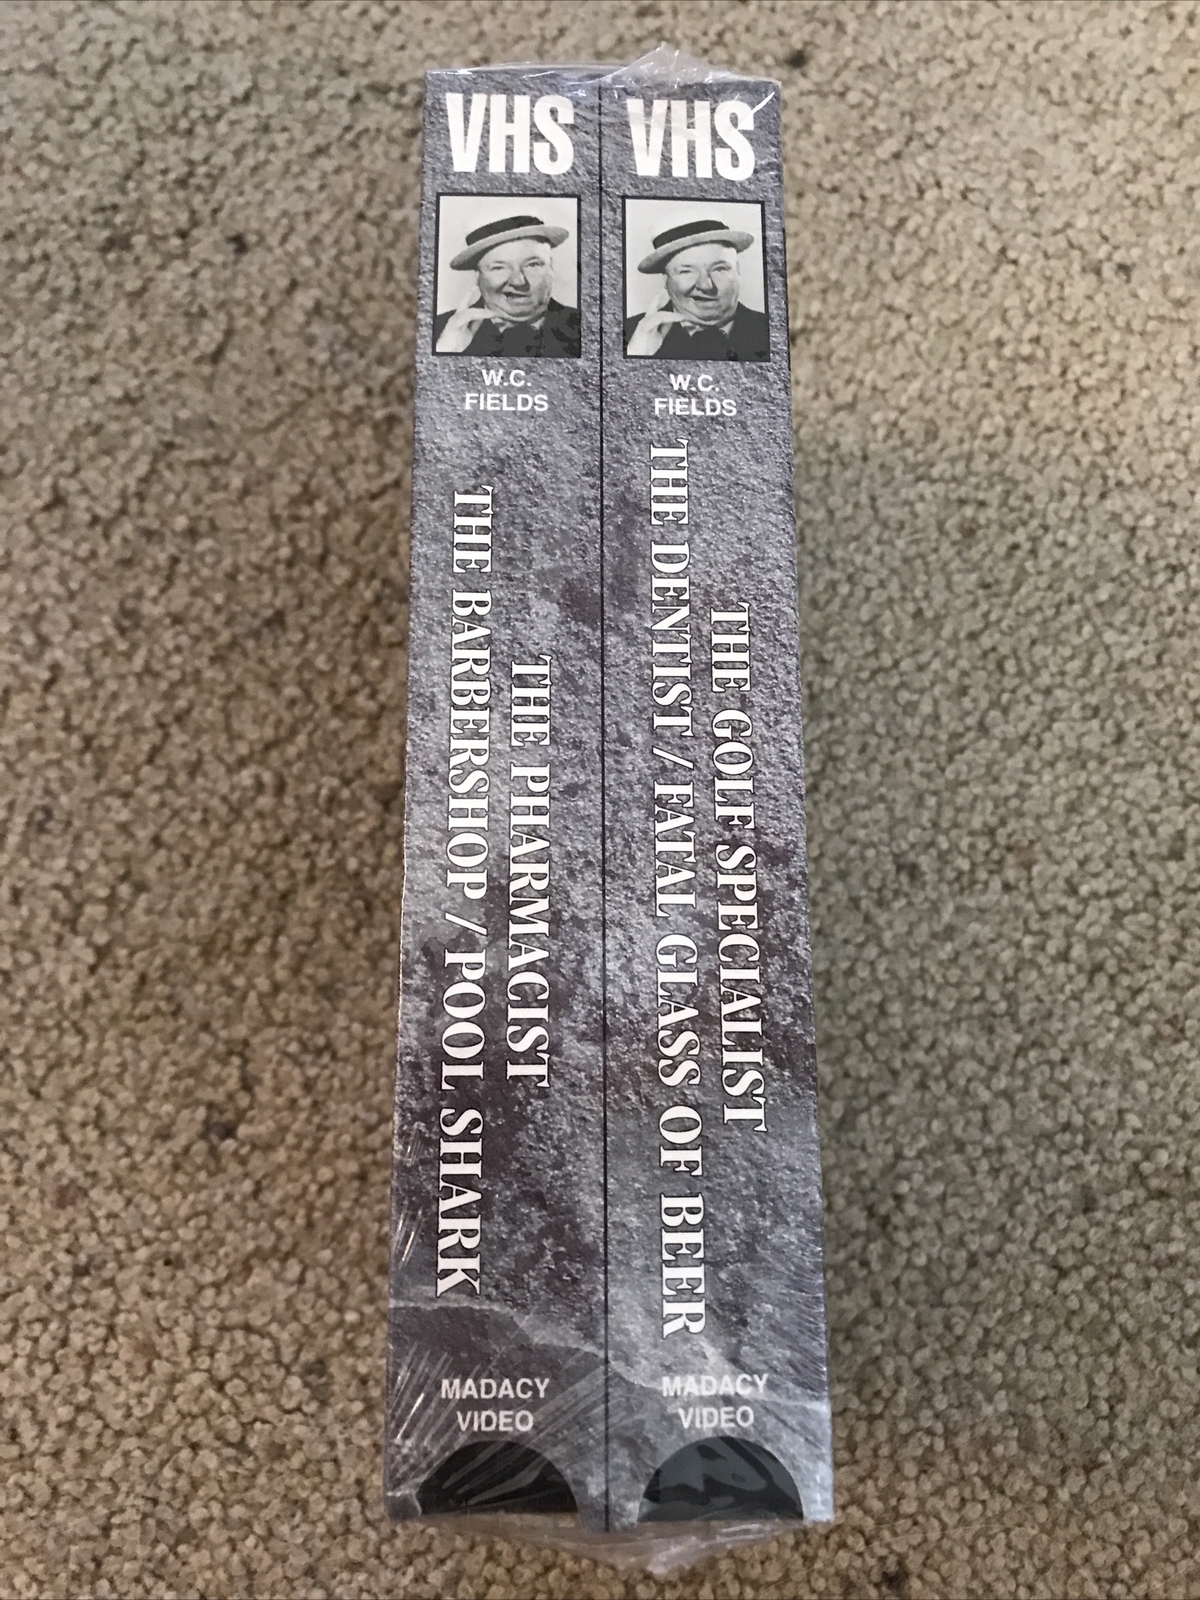 VHS
W.C.
FIELDS
THE PHARMACIST
THE BARBERSHOP / POOL SHARK
MADACY
VIDEO
VHS
W.C.
FIELDS
THE GOLF SPECIALIST
THE DENTIST / FATAL GLASS OF BEER
MADACY
VIDEO